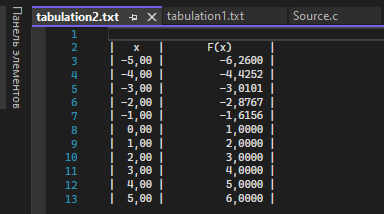 Панель элементов
tabulation2.txt tabulation1.txt Source.c
1
2 | x | F(x) |
3 | -5,00 | -6,2600 |
4 | -4,00 | -4,4252 |
5 | -3,00 | -3,0101 |
6 | -2,00 | -2,8767 |
7 | -1,00 | -1,6156 |
8 | 0,00 | 1,0000 |
9 | 1,00 | 2,0000 |
10 | 2,00 | 3,0000 |
11 | 3,00 | 4,0000 |
12 | 4,00 | 5,0000 |
13 | 5,00 | 6,0000 |